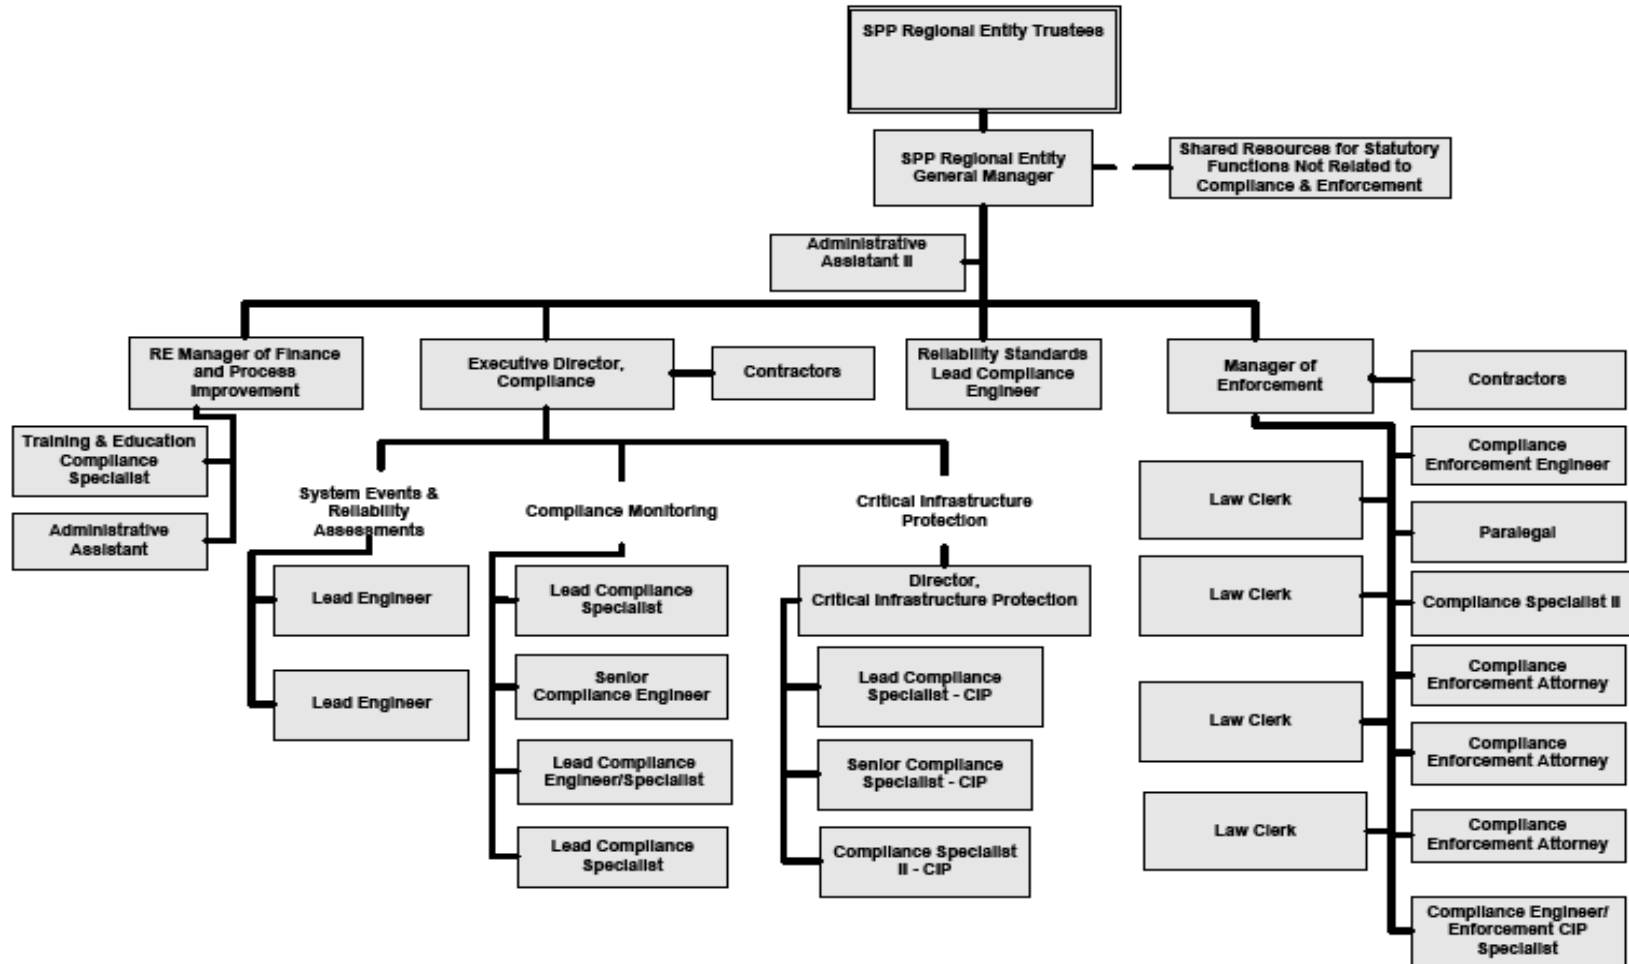 SPP Regional Entity Trustees
SPP Regional Entity
General Manager
Shared Resources for Statutory
Functions Not Related to
Compliance & Enforcement
Administrative
Assistant II
RE Manager of Finance
and Process
Improvement
Executive Director,
Compliance
Contractors
Reliability Standards
Lead Compliance
Engineer
Manager of
Enforcement
Contractors
Training & Education
Compliance
Specialist
Administrative
Assistant
System Events &
Reliability
Assessments
Lead Engineer
Lead Engineer
Compliance Monitoring
Lead Compliance
Specialist
Senior
Compliance Engineer
Lead Compliance
Engineer/Specialist
Lead Compliance
Specialist
Critical Infrastructure
Protection
Director,
Critical Infrastructure Protection
Lead Compliance
Specialist - CIP
Senior Compliance
Specialist - CIP
Compliance Specialist
II - CIP
Law Clerk
Law Clerk
Law Clerk
Law Clerk
Compliance
Enforcement Engineer
Paralegal
Compliance Specialist II
Compliance
Enforcement Attorney
Compliance
Enforcement Attorney
Compliance
Enforcement Attorney
Compliance Engineer/
Enforcement CIP
Specialist